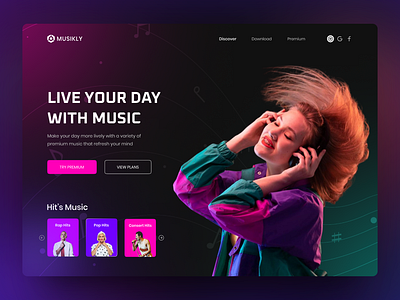 MUSIKLY
Discover Download Premium
LIVE YOUR DAY
WITH MUSIC
Make your day more lively with a variety of
premium music that refresh your mind
TRY PREMIUM VIEW PLANS
Hit's Music
Rap Hits Pop Hits Concert Hits